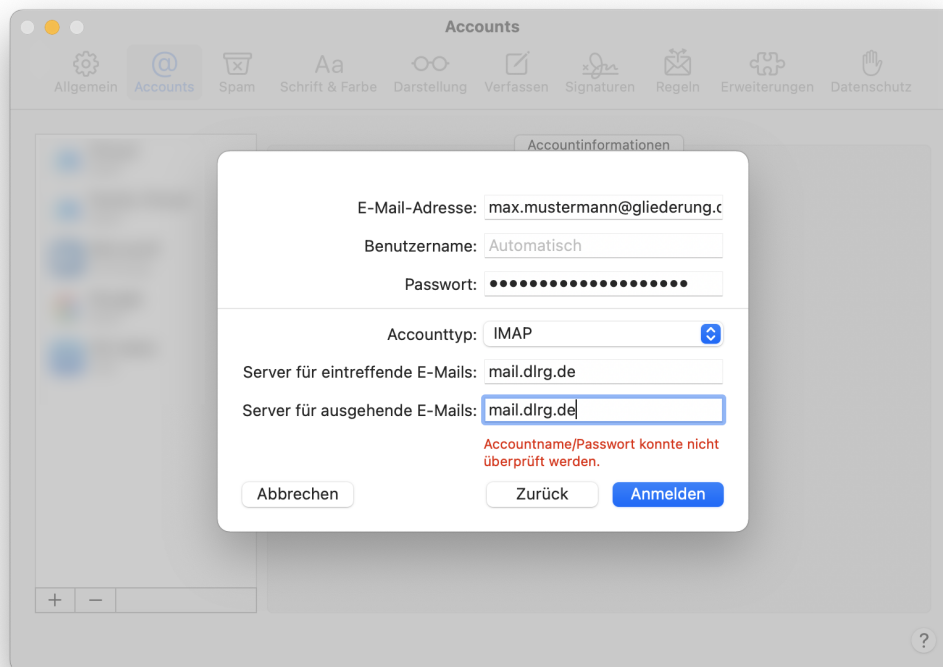 Accounts
Allgemein Accounts Spam Schrift & Farbe Darstellung Verfassen Signaturen Regeln Erweiterungen Datenschutz
Accountinformationen
E-Mail-Adresse: max.mustermann@gliederung.
Benutzername: Automatisch
Passwort: ●●●●●●●●●●●●●●●●●●●●
Accounttyp: IMAP
Server für eintreffende E-Mails: mail.dlrg.de
Server für ausgehende E-Mails: mail.dlrg.de
Accountname/Passwort konnte nicht
überprüft werden.
Abbrechen Zurück Anmelden
+ −
?